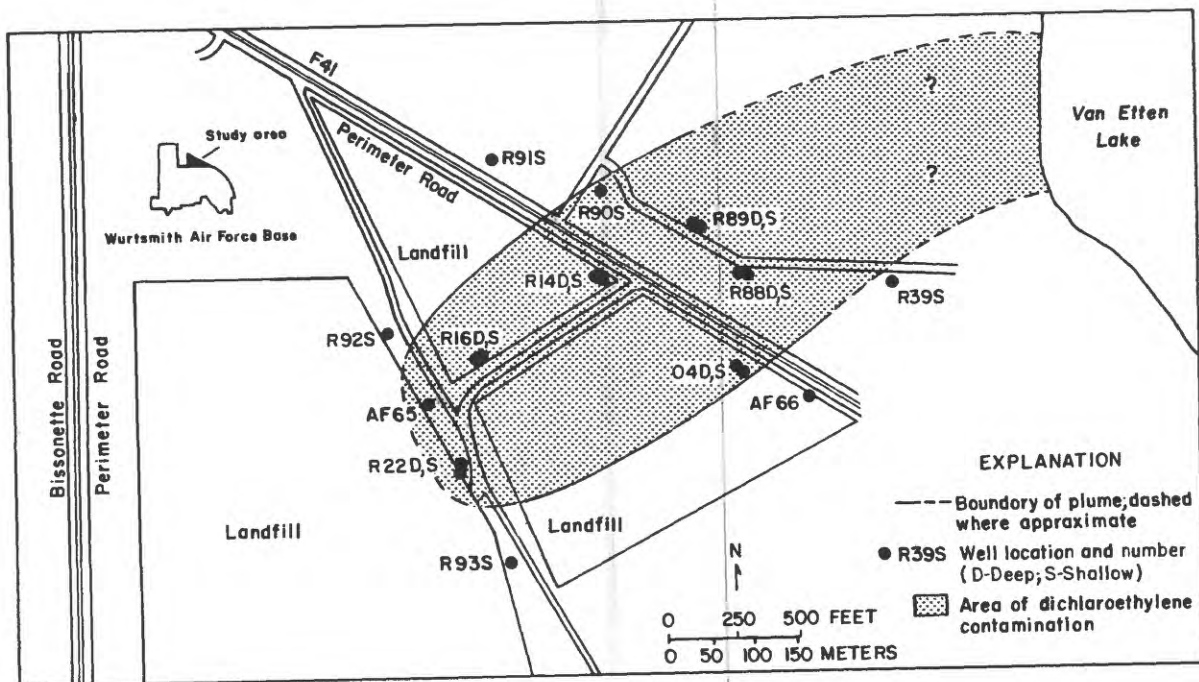 F41
Perimeter Road
Study area
Wurtsmith Air Force Base
R91S
R90S
R89D,S
?
?
Van Etten
Lake
Landfill
R14D,S
R88D,S
R39S
R92S
R16D,S
04D,S
AF65
AF66
R22D,S
Bissonette Road
Perimeter Road
Landfill
Landfill
R93S
N
0 250 500 FEET
0 50 100 150 METERS
EXPLANATION
Boundary of plume; dashed
where approximate
R39S Well location and number
(D-Deep; S-Shallow)
Area of dichlaroethylene
contamination